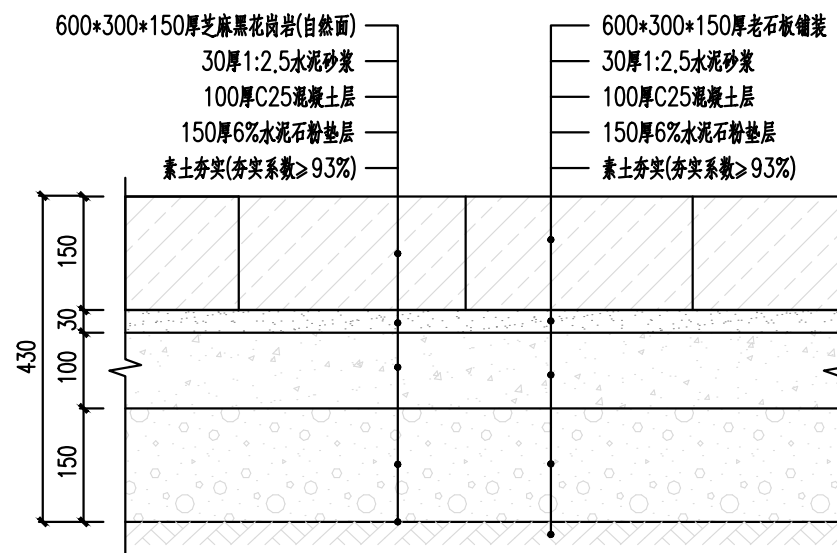 600*300*150厚芝麻黑花岗岩(自然面)
30厚1:2.5水泥砂浆
100厚C25混凝土层
150厚6%水泥石粉垫层
素土夯实(夯实系数≥93%)
600*300*150厚老石板铺装
30厚1:2.5水泥砂浆
100厚C25混凝土层
150厚6%水泥石粉垫层
素土夯实(夯实系数≥93%)
150
30
100
150
430